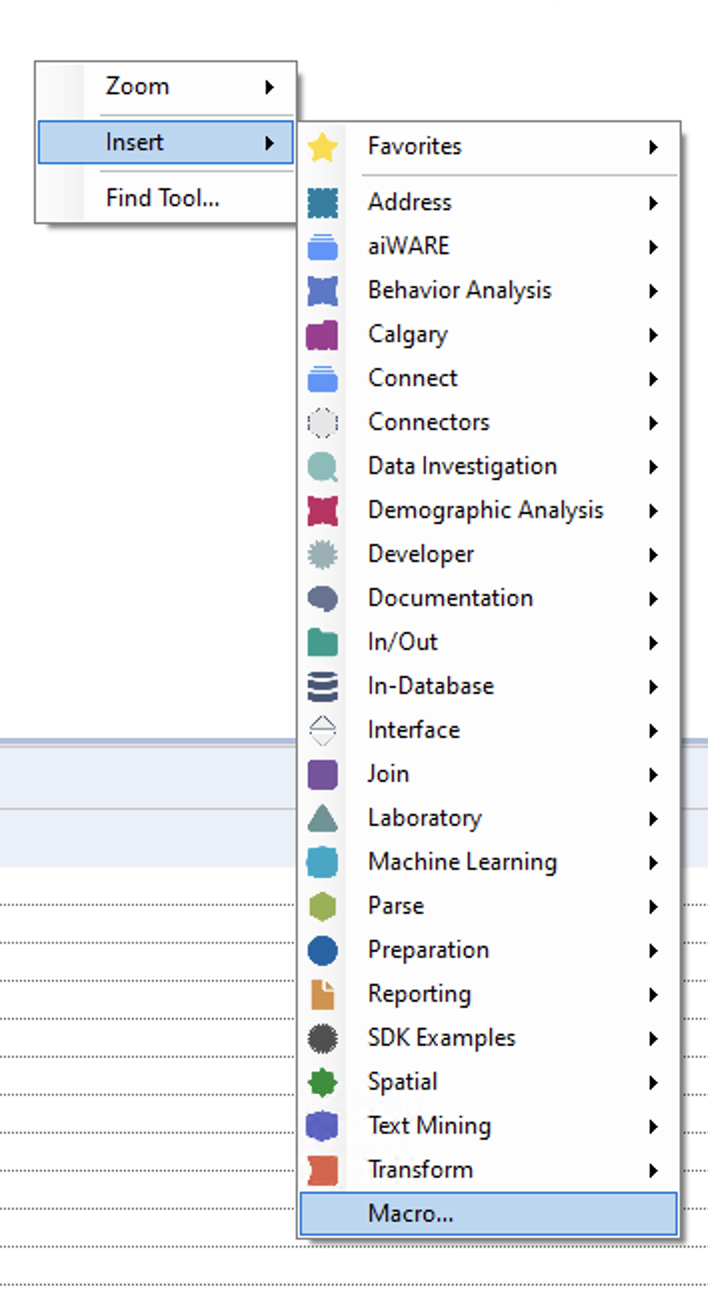 Zoom
Insert
Find Tool...
Favorites
Address
aiWARE
Behavior Analysis
Calgary
Connect
Connectors
Data Investigation
Demographic Analysis
Developer
Documentation
In/Out
In-Database
Interface
Join
Laboratory
Machine Learning
Parse
Preparation
Reporting
SDK Examples
Spatial
Text Mining
Transform
Macro...